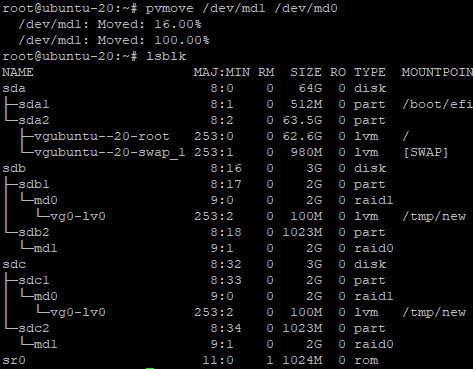 root@ubuntu-20:~# pvmove /dev/md1 /dev/md0
  /dev/md1: Moved: 16.00%
  /dev/md1: Moved: 100.00%
root@ubuntu-20:~# lsblk
NAME                      MAJ:MIN RM  SIZE RO TYPE  MOUNTPOIN
sda                         8:0    0   64G  0 disk
├─sda1                      8:1    0  512M  0 part  /boot/efi
└─sda2                      8:2    0 63.5G  0 part
  ├─vgubuntu--20-root     253:0    0 62.6G  0 lvm   /
  └─vgubuntu--20-swap_1   253:1    0  980M  0 lvm   [SWAP]
sdb                         8:16   0    3G  0 disk
├─sdb1                      8:17   0    2G  0 part
│ └─md0                     9:0    0    2G  0 raid1
│   └─vg0-lv0             253:2    0  100M  0 lvm   /tmp/new
└─sdb2                      8:18   0 1023M  0 part
  └─md1                     9:1    0    2G  0 raid0
sdc                         8:32   0    3G  0 disk
├─sdc1                      8:33   0    2G  0 part
│ └─md0                     9:0    0    2G  0 raid1
│   └─vg0-lv0             253:2    0  100M  0 lvm   /tmp/new
└─sdc2                      8:34   0 1023M  0 part
  └─md1                     9:1    0    2G  0 raid0
sr0                        11:0    1 1024M  0 rom